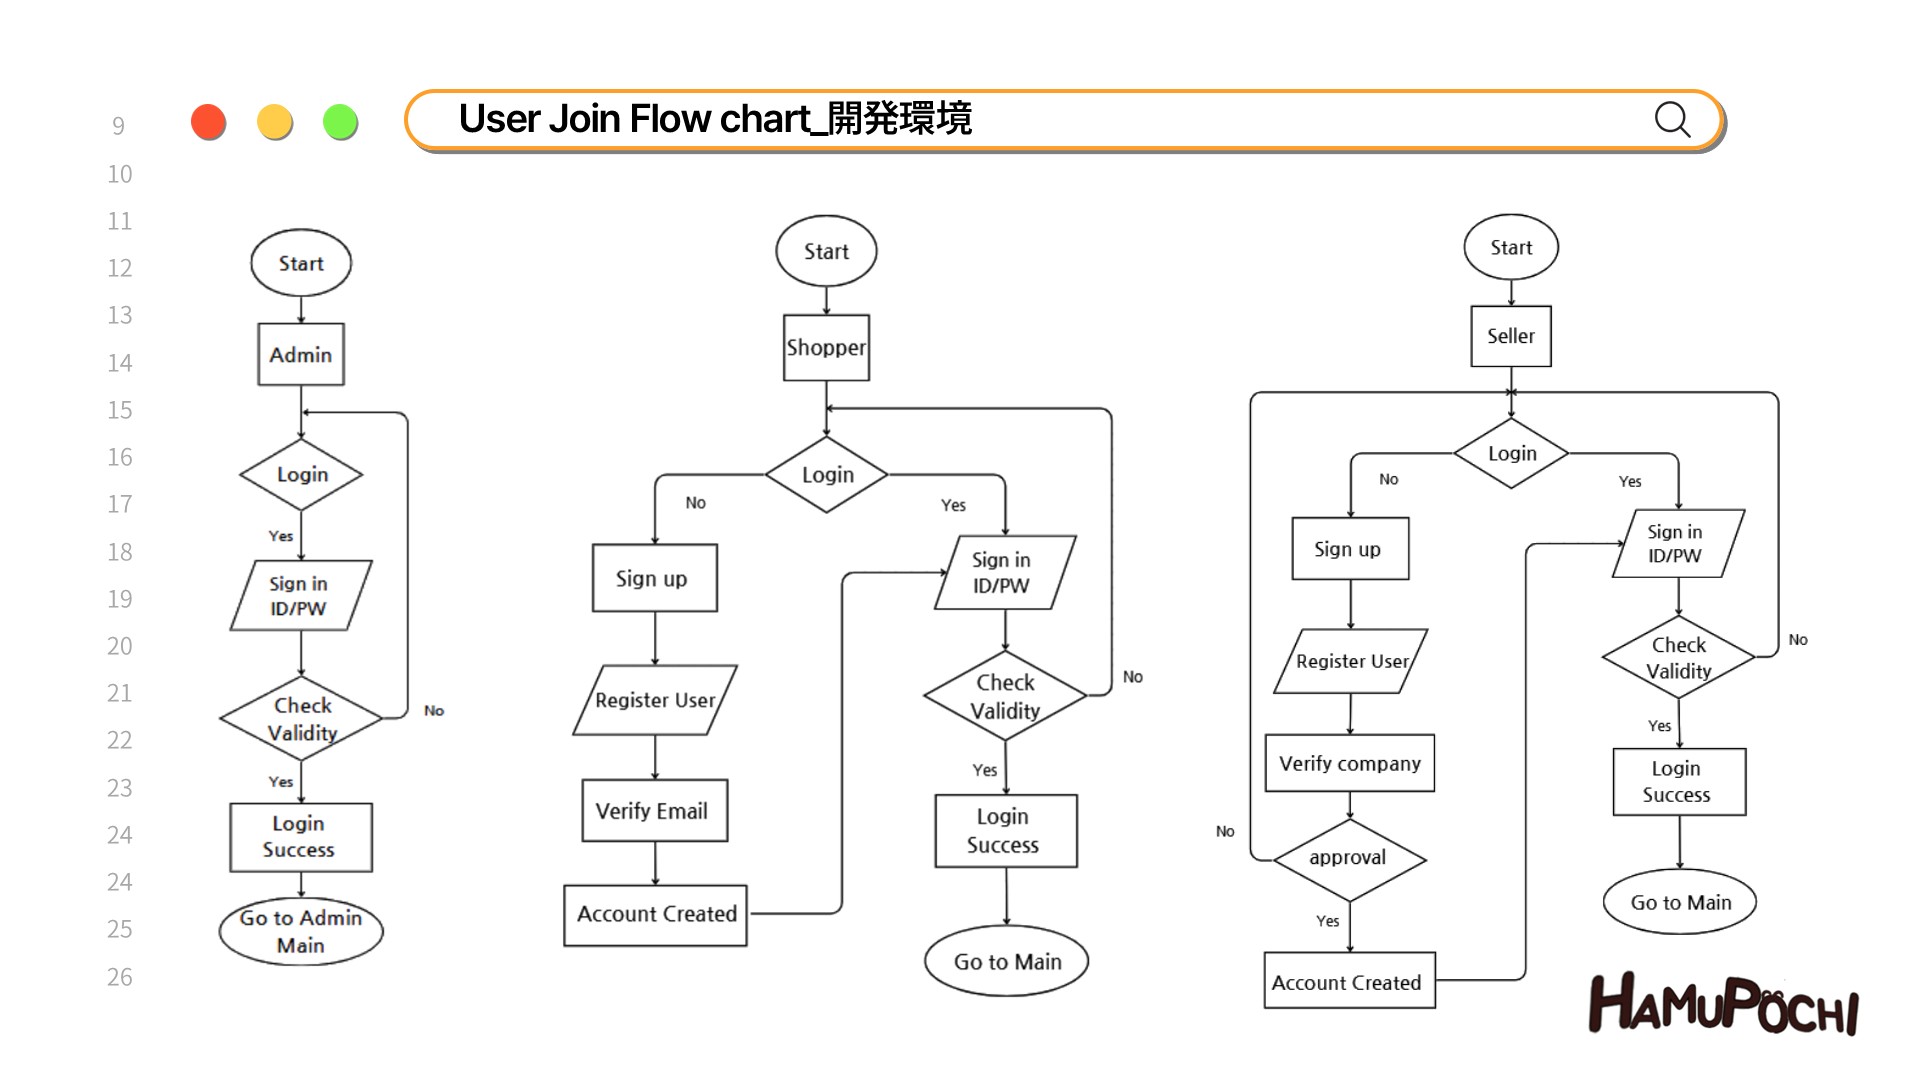 User Join Flow chart_開発環境
9
10
11
12
13
14
15
16
17
18
19
20
21
22
23
24
24
25
26
Start
Admin
Login
Yes
Sign in
ID/PW
Check
Validity
No
Yes
Login
Success
Go to Admin
Main
Start
Shopper
Login
No
Yes
Sign up
Register User
Verify Email
Account Created
Sign in
ID/PW
Check
Validity
No
Yes
Login
Success
Go to Main
Start
Seller
Login
No
Yes
Sign up
Register User
Verify company
approval
No
Yes
Account Created
Sign in
ID/PW
Check
Validity
No
Yes
Login
Success
Go to Main
HAMUPOCHI